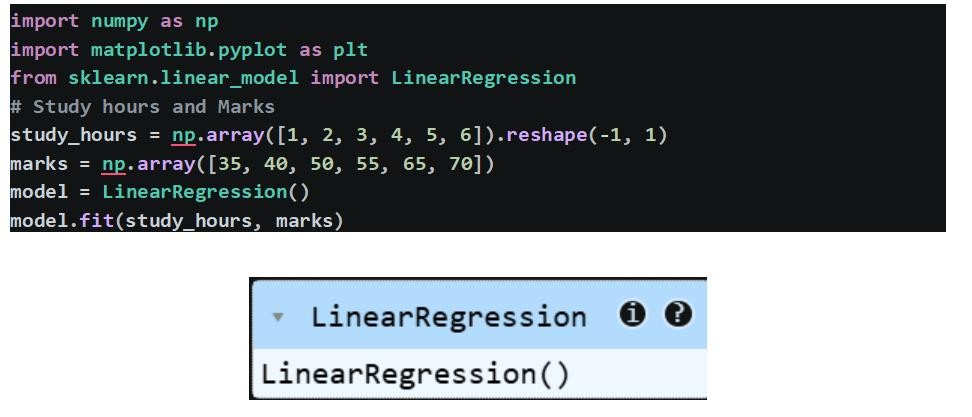 import numpy as np
import matplotlib.pyplot as plt
from sklearn.linear_model import LinearRegression
# Study hours and Marks
study_hours = np.array([1, 2, 3, 4, 5, 6]).reshape(-1, 1)
marks = np.array([35, 40, 50, 55, 65, 70])
model = LinearRegression()
model.fit(study_hours, marks)
▾ LinearRegression i ?
LinearRegression()